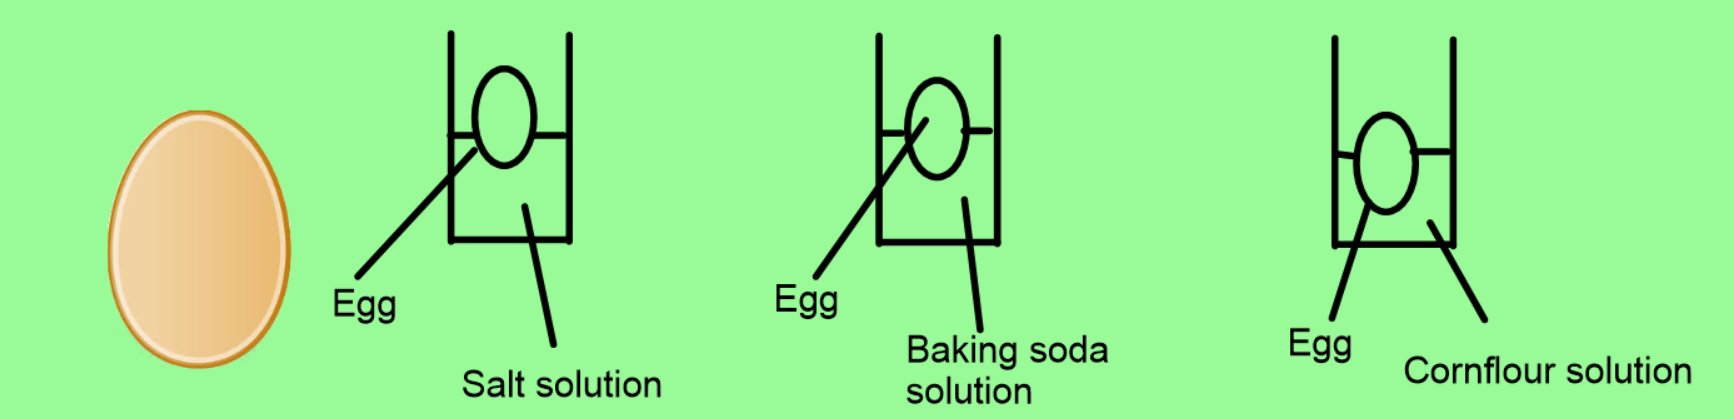 Egg
Salt solution
Egg
Baking soda
solution
Egg
Cornflour solution